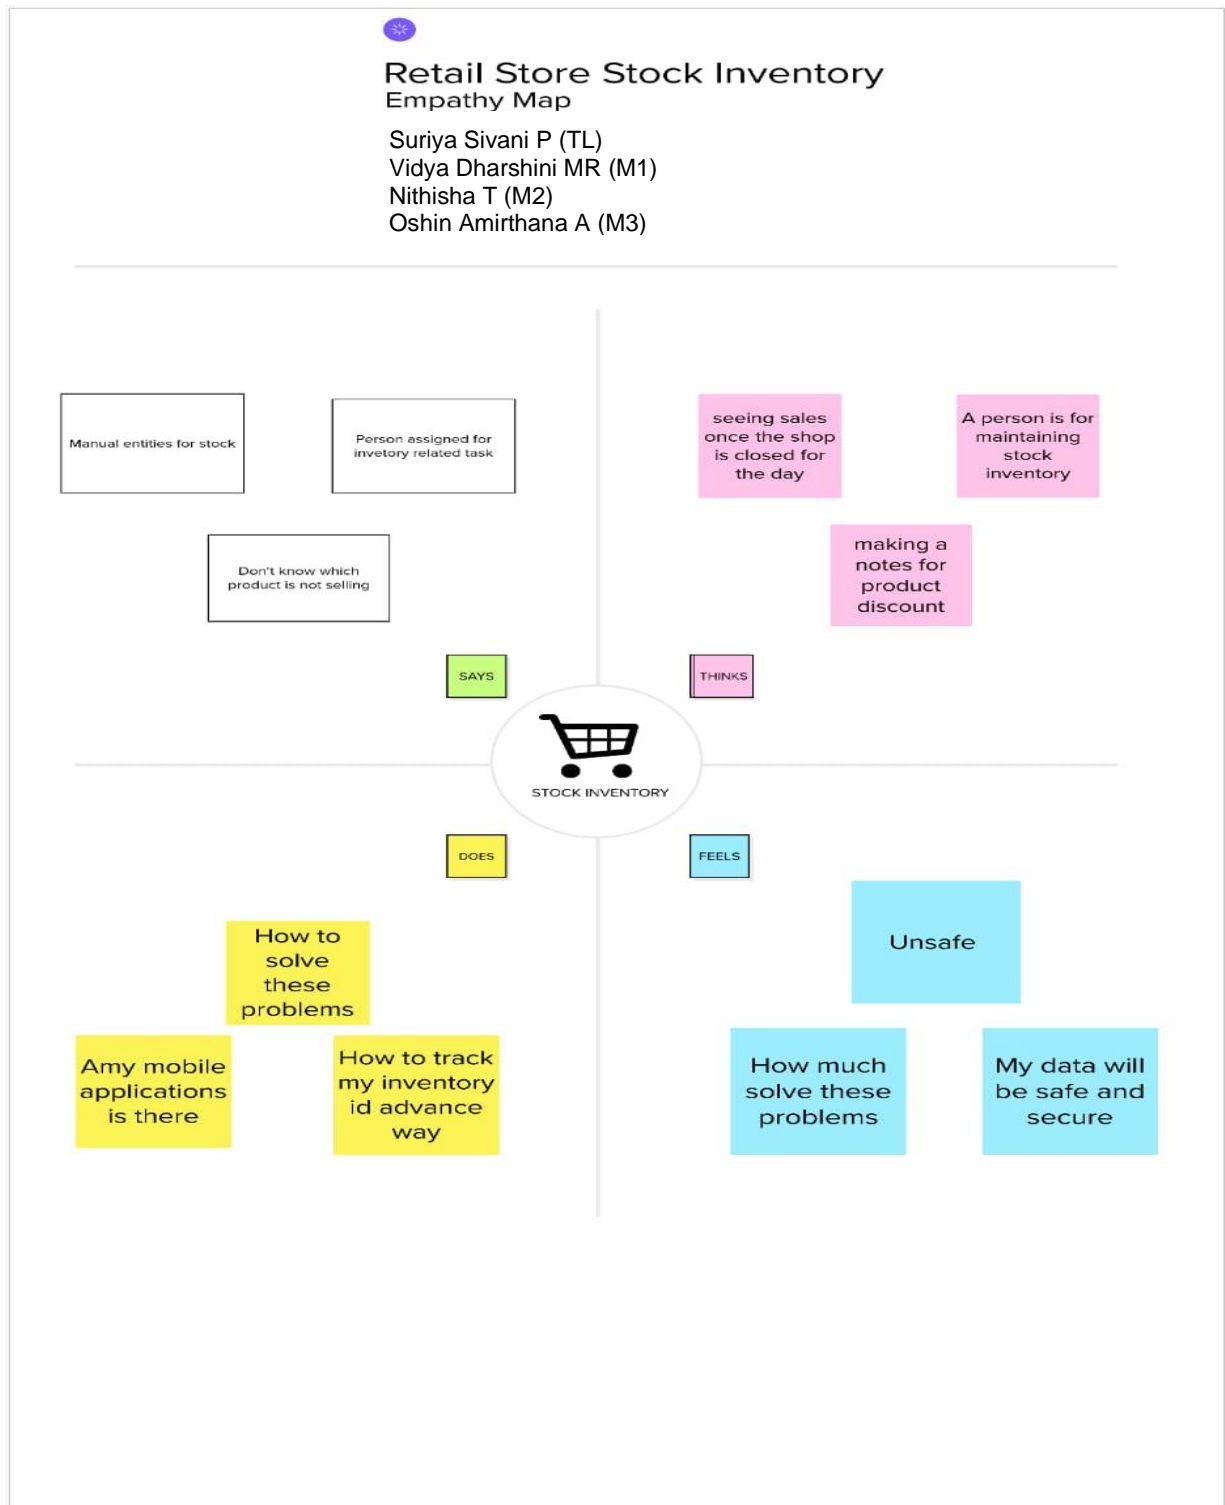 Retail Store Stock Inventory
Empathy Map
Suriya Sivani P (TL)
Vidya Dharshini MR (M1)
Nithisha T (M2)
Oshin Amirthana A (M3)
Manual entities for stock
Person assigned for
invetory related task
Don't know which
product is not selling
SAYS
seeing sales
once the shop
is closed for
the day
A person is for
maintaining
stock
inventory
making a
notes for
product
discount
THINKS
STOCK INVENTORY
DOES
How to
solve
these
problems
Amy mobile
applications
is there
How to track
my inventory
id advance
way
FEELS
Unsafe
How much
solve these
problems
My data will
be safe and
secure